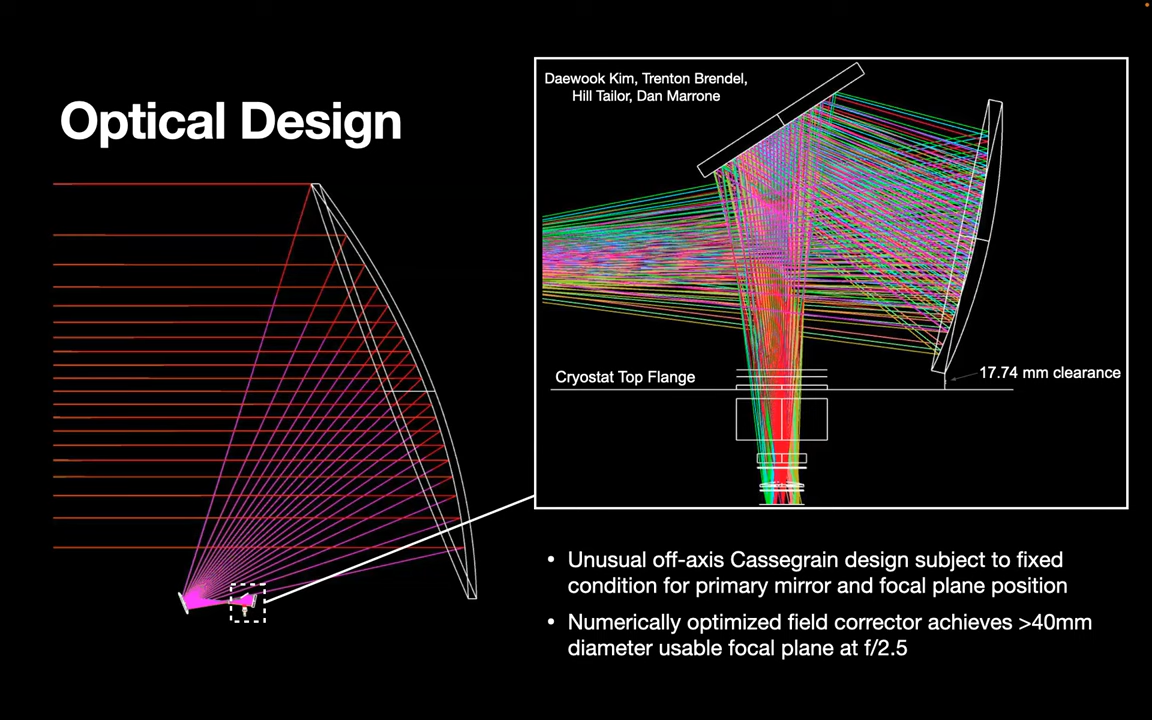 Optical Design
Daewook Kim, Trenton Brendel,
Hill Tailor, Dan Marrone
Cryostat Top Flange
17.74 mm clearance
• Unusual off-axis Cassegrain design subject to fixed
condition for primary mirror and focal plane position
• Numerically optimized field corrector achieves >40mm
diameter usable focal plane at f/2.5